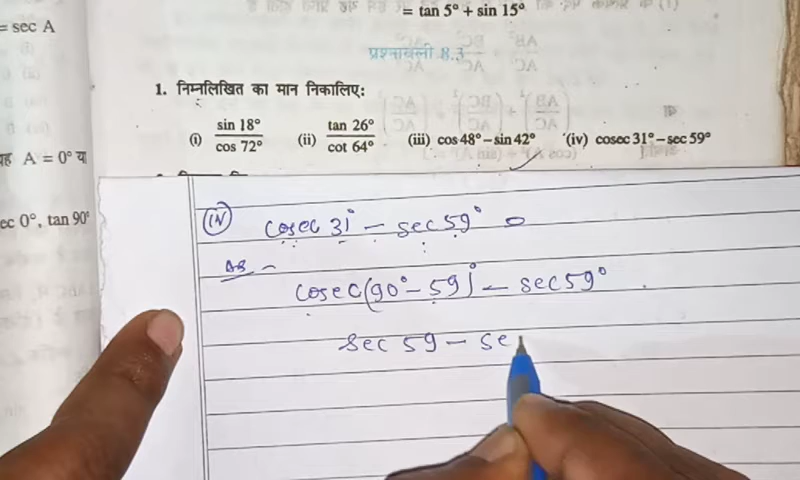 = tan 5° + sin 15°
= sec A
प्रश्नावली 8.3
1. निम्नलिखित का मान निकालिए:
(i) sin 18° / cos 72° (ii) tan 26° / cot 64° (iii) cos 48° – sin 42° (iv) cosec 31° – sec 59°
A = 0° या
ec 0°, tan 90°
(iv) cosec 31° – sec 59°
cosec (90° – 59)° – sec 59°
sec 59 – se